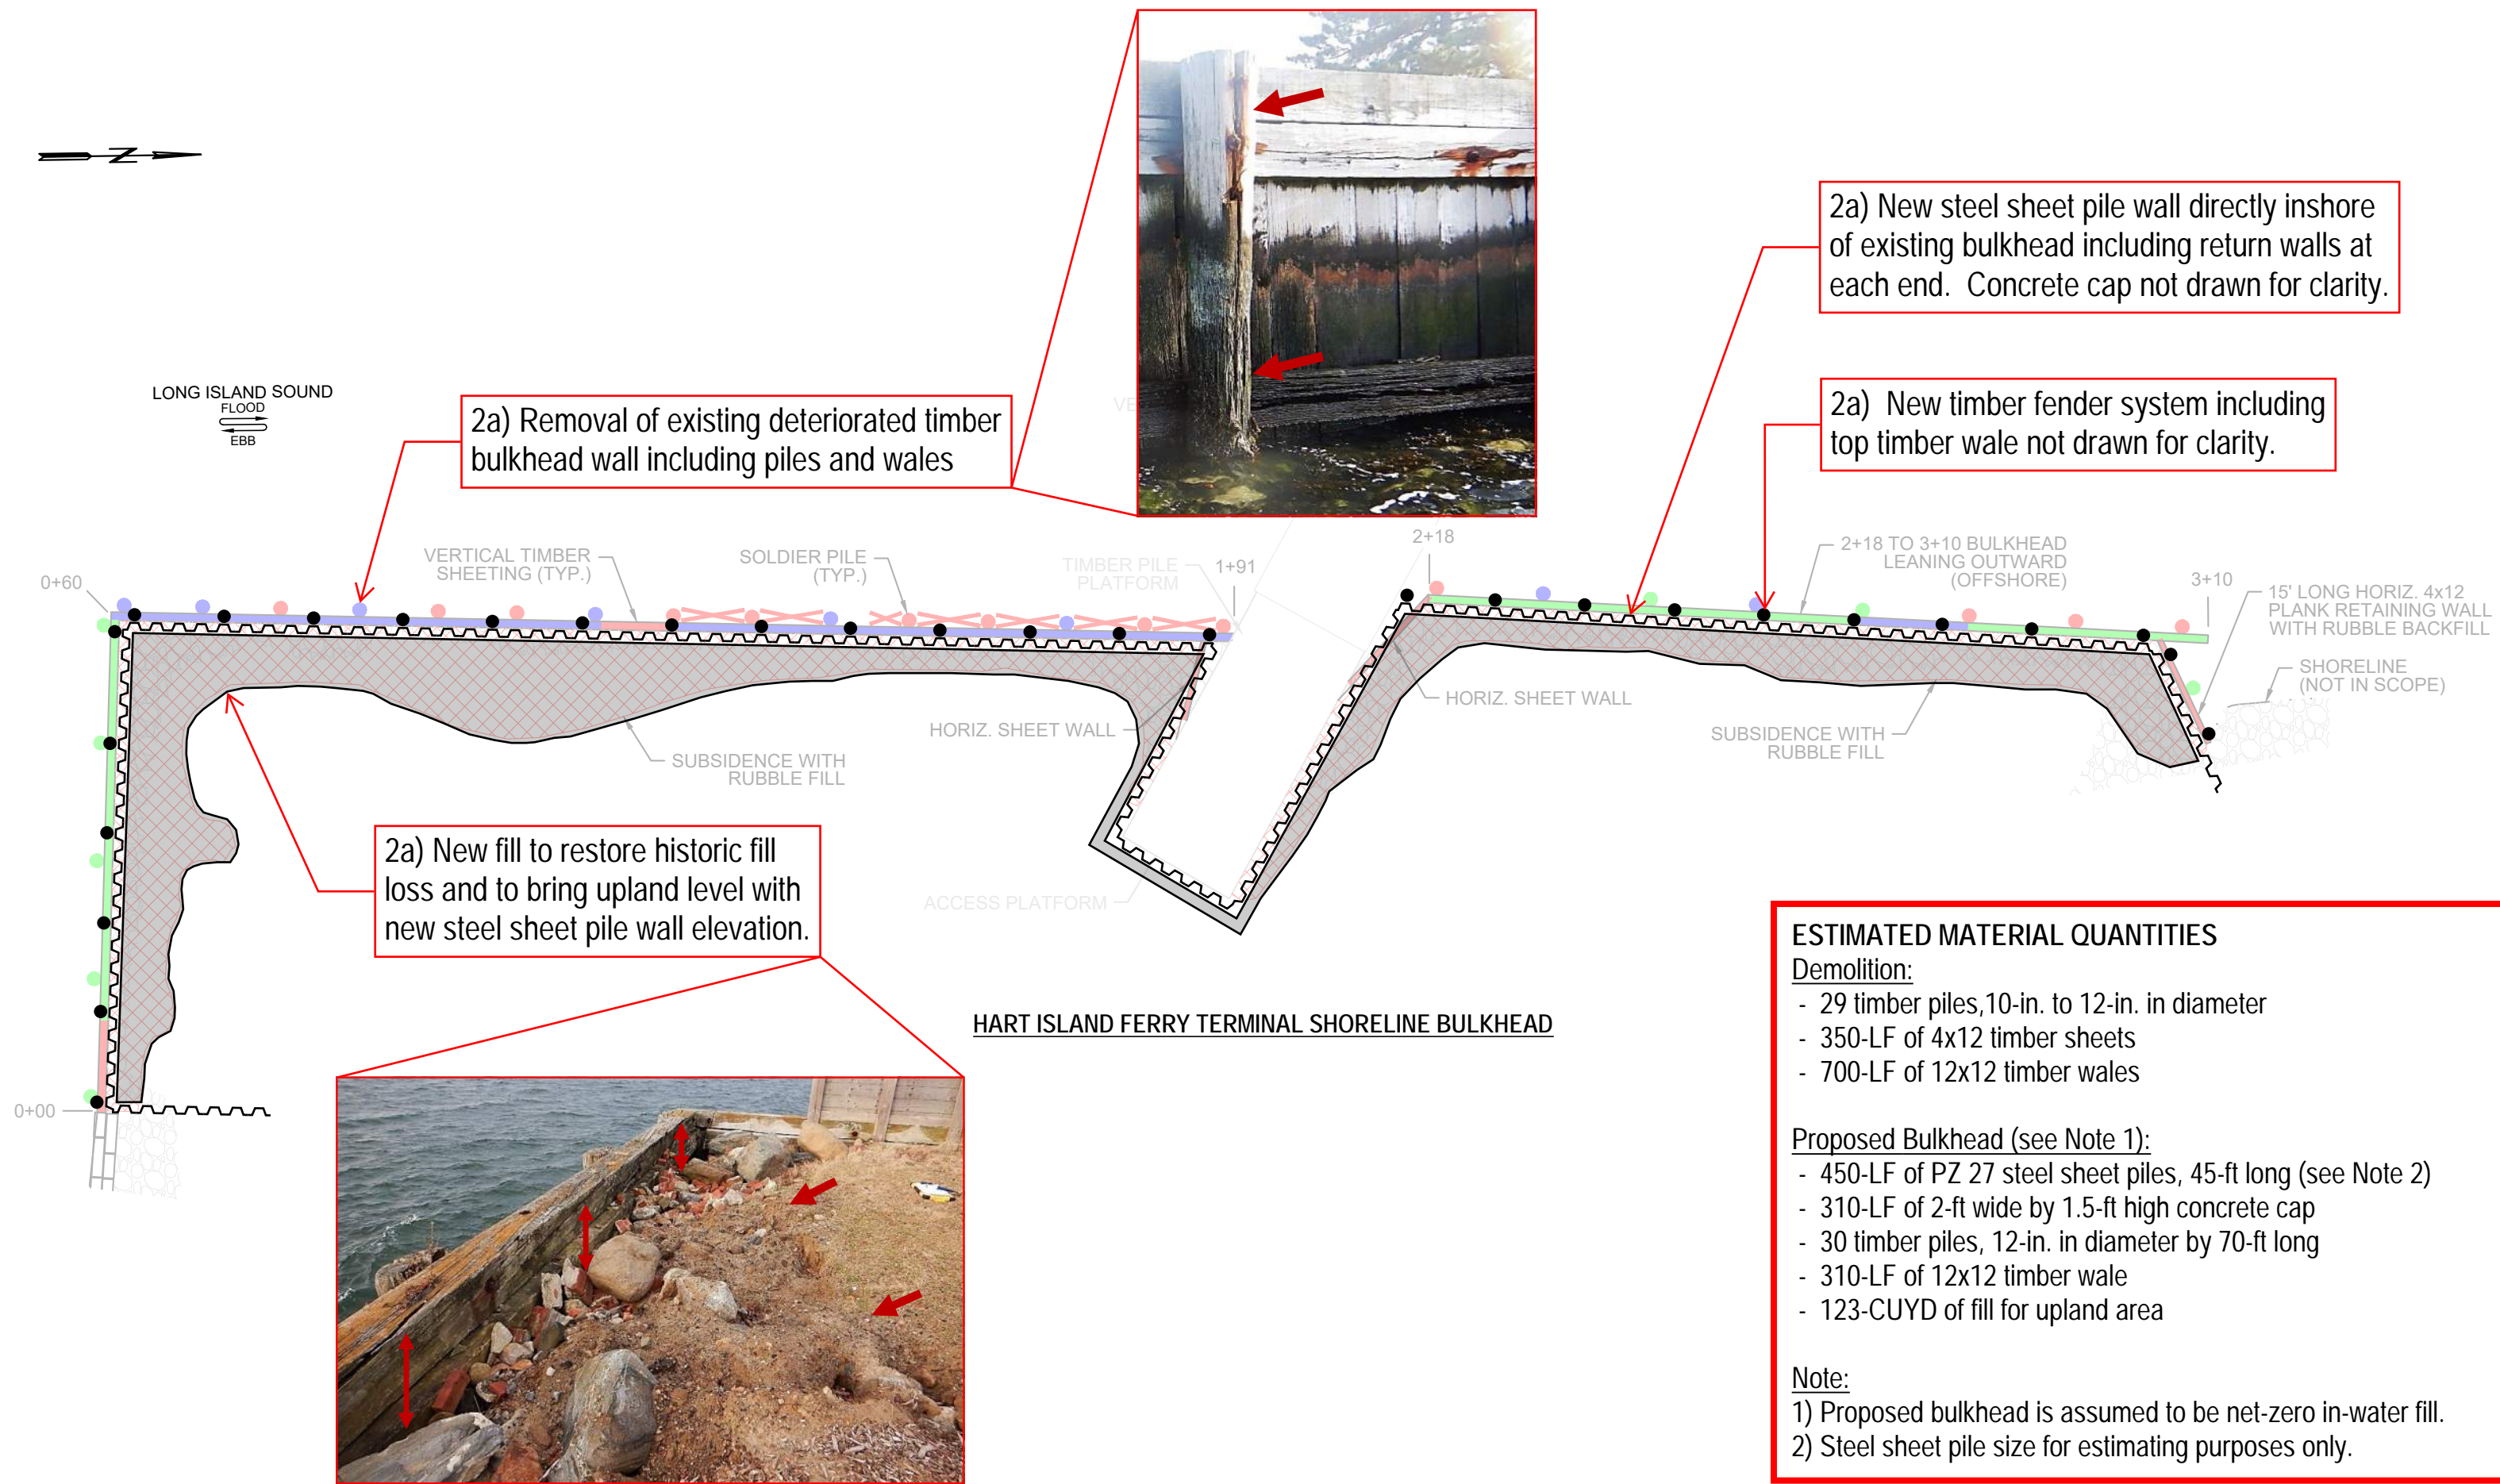 N
2a) New steel sheet pile wall directly inshore
of existing bulkhead including return walls at
each end. Concrete cap not drawn for clarity.
LONG ISLAND SOUND
FLOOD
EBB
2a) Removal of existing deteriorated timber
bulkhead wall including piles and wales
2a) New timber fender system including
top timber wale not drawn for clarity.
0+60
VERTICAL TIMBER
SHEETING (TYP.)
SOLDIER PILE
(TYP.)
TIMBER PILE
PLATFORM
1+91
2+18
2+18 TO 3+10 BULKHEAD
LEANING OUTWARD
(OFFSHORE)
3+10
15' LONG HORIZ. 4x12
PLANK RETAINING WALL
WITH RUBBLE BACKFILL
SHORELINE
(NOT IN SCOPE)
HORIZ. SHEET WALL
HORIZ. SHEET WALL
SUBSIDENCE WITH
RUBBLE FILL
SUBSIDENCE WITH
RUBBLE FILL
2a) New fill to restore historic fill
loss and to bring upland level with
new steel sheet pile wall elevation.
ACCESS PLATFORM
0+00
HART ISLAND FERRY TERMINAL SHORELINE BULKHEAD
ESTIMATED MATERIAL QUANTITIES
Demolition:
- 29 timber piles,10-in. to 12-in. in diameter
- 350-LF of 4x12 timber sheets
- 700-LF of 12x12 timber wales
Proposed Bulkhead (see Note 1):
- 450-LF of PZ 27 steel sheet piles, 45-ft long (see Note 2)
- 310-LF of 2-ft wide by 1.5-ft high concrete cap
- 30 timber piles, 12-in. in diameter by 70-ft long
- 310-LF of 12x12 timber wale
- 123-CUYD of fill for upland area
Note:
1) Proposed bulkhead is assumed to be net-zero in-water fill.
2) Steel sheet pile size for estimating purposes only.